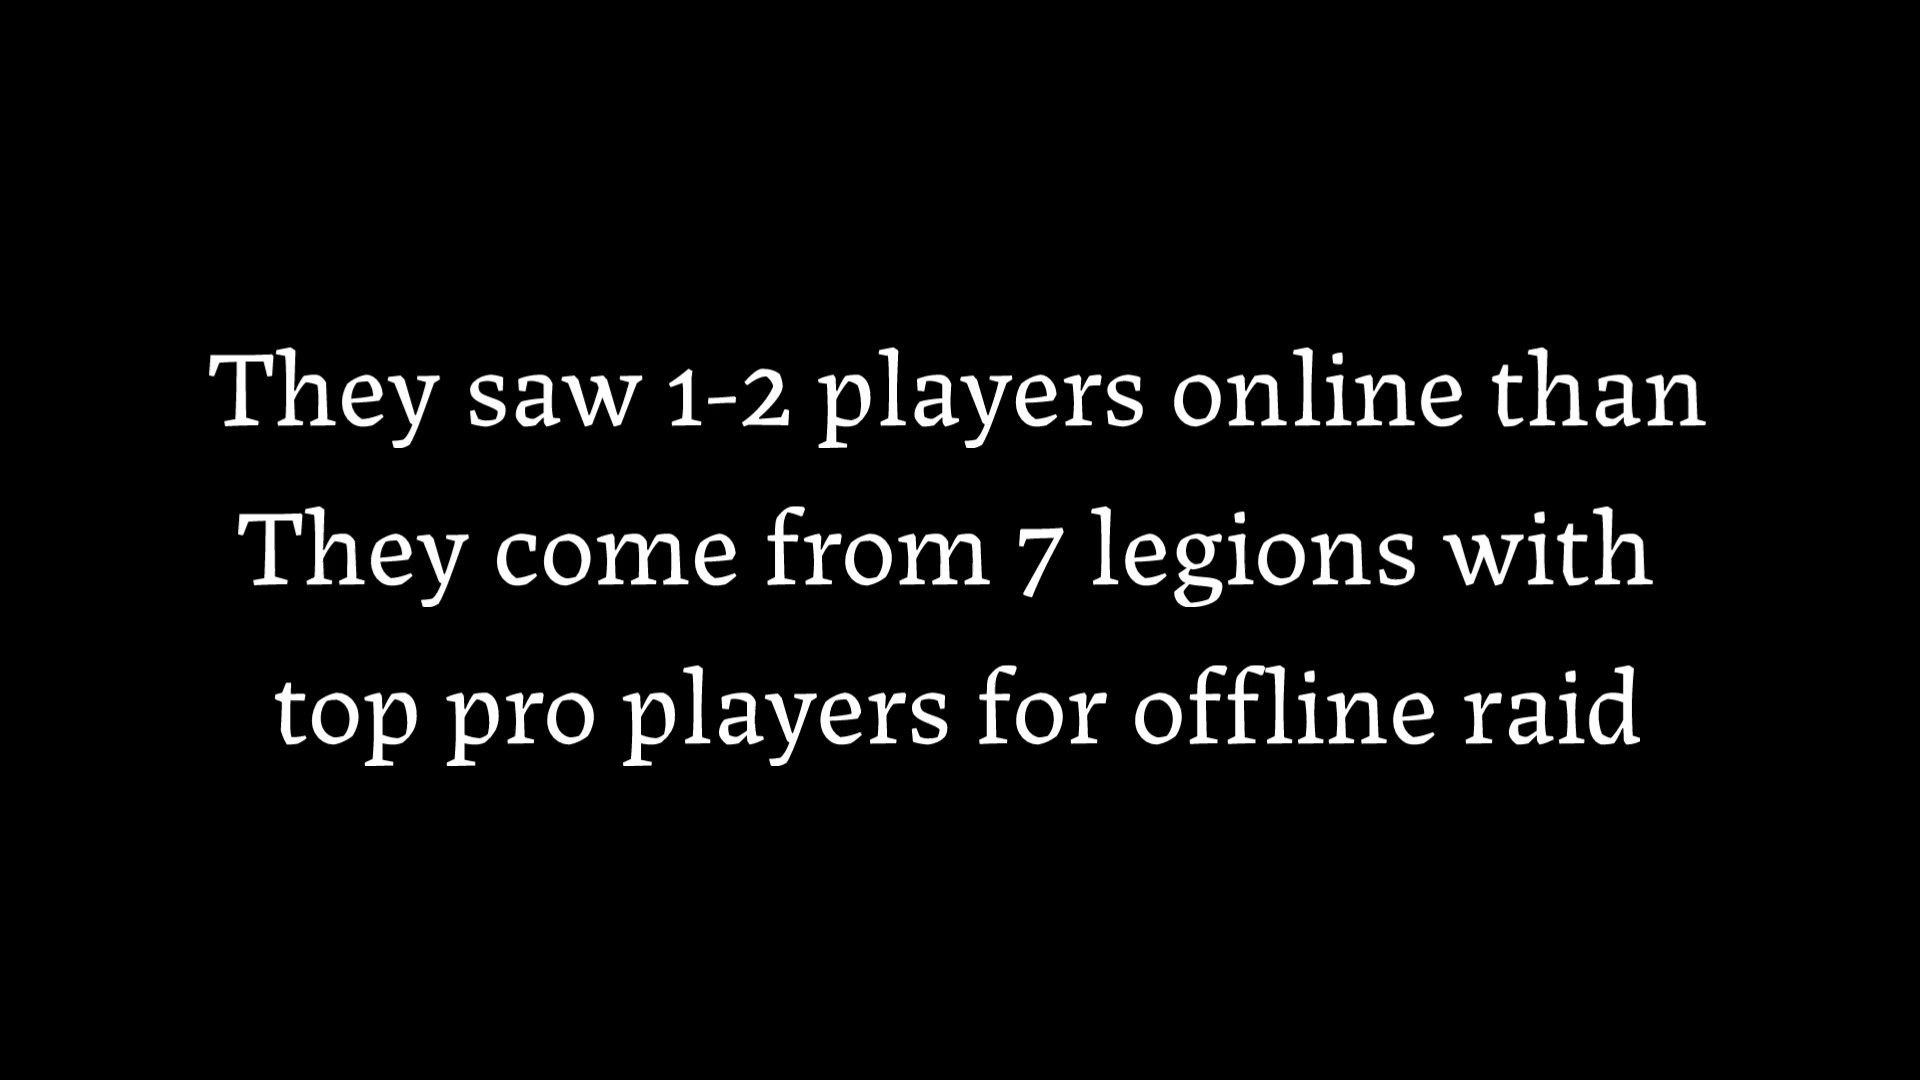 They saw 1-2 players online than
They come from 7 legions with
top pro players for offline raid